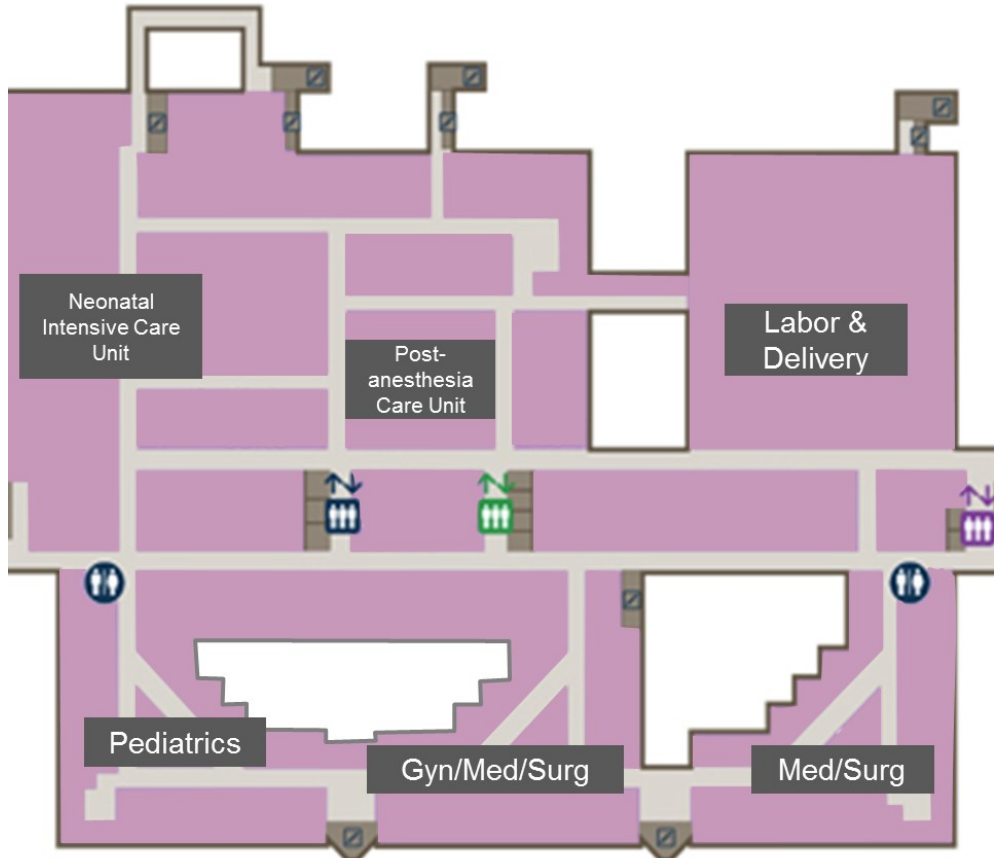 Neonatal
Intensive Care
Unit
Post-
anesthesia
Care Unit
Labor &
Delivery
Pediatrics
Gyn/Med/Surg
Med/Surg